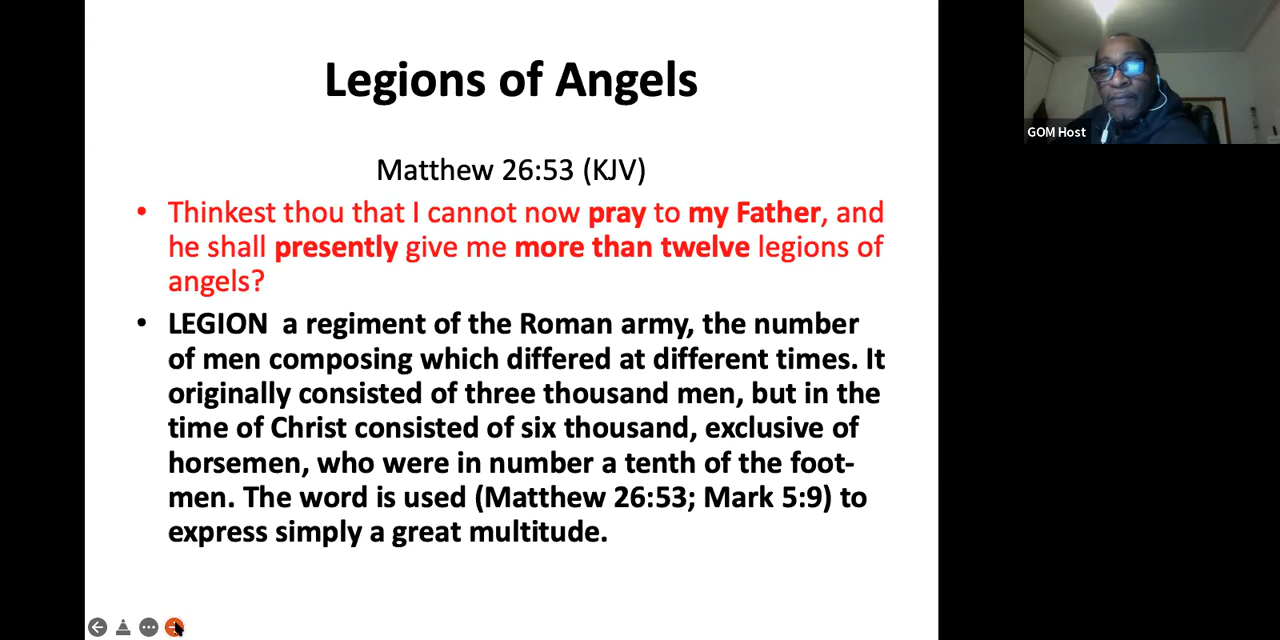 Legions of Angels
Matthew 26:53 (KJV)
• Thinkest thou that I cannot now pray to my Father, and
he shall presently give me more than twelve legions of
angels?
• LEGION a regiment of the Roman army, the number
of men composing which differed at different times. It
originally consisted of three thousand men, but in the
time of Christ consisted of six thousand, exclusive of
horsemen, who were in number a tenth of the foot-
men. The word is used (Matthew 26:53; Mark 5:9) to
express simply a great multitude.
GOM Host